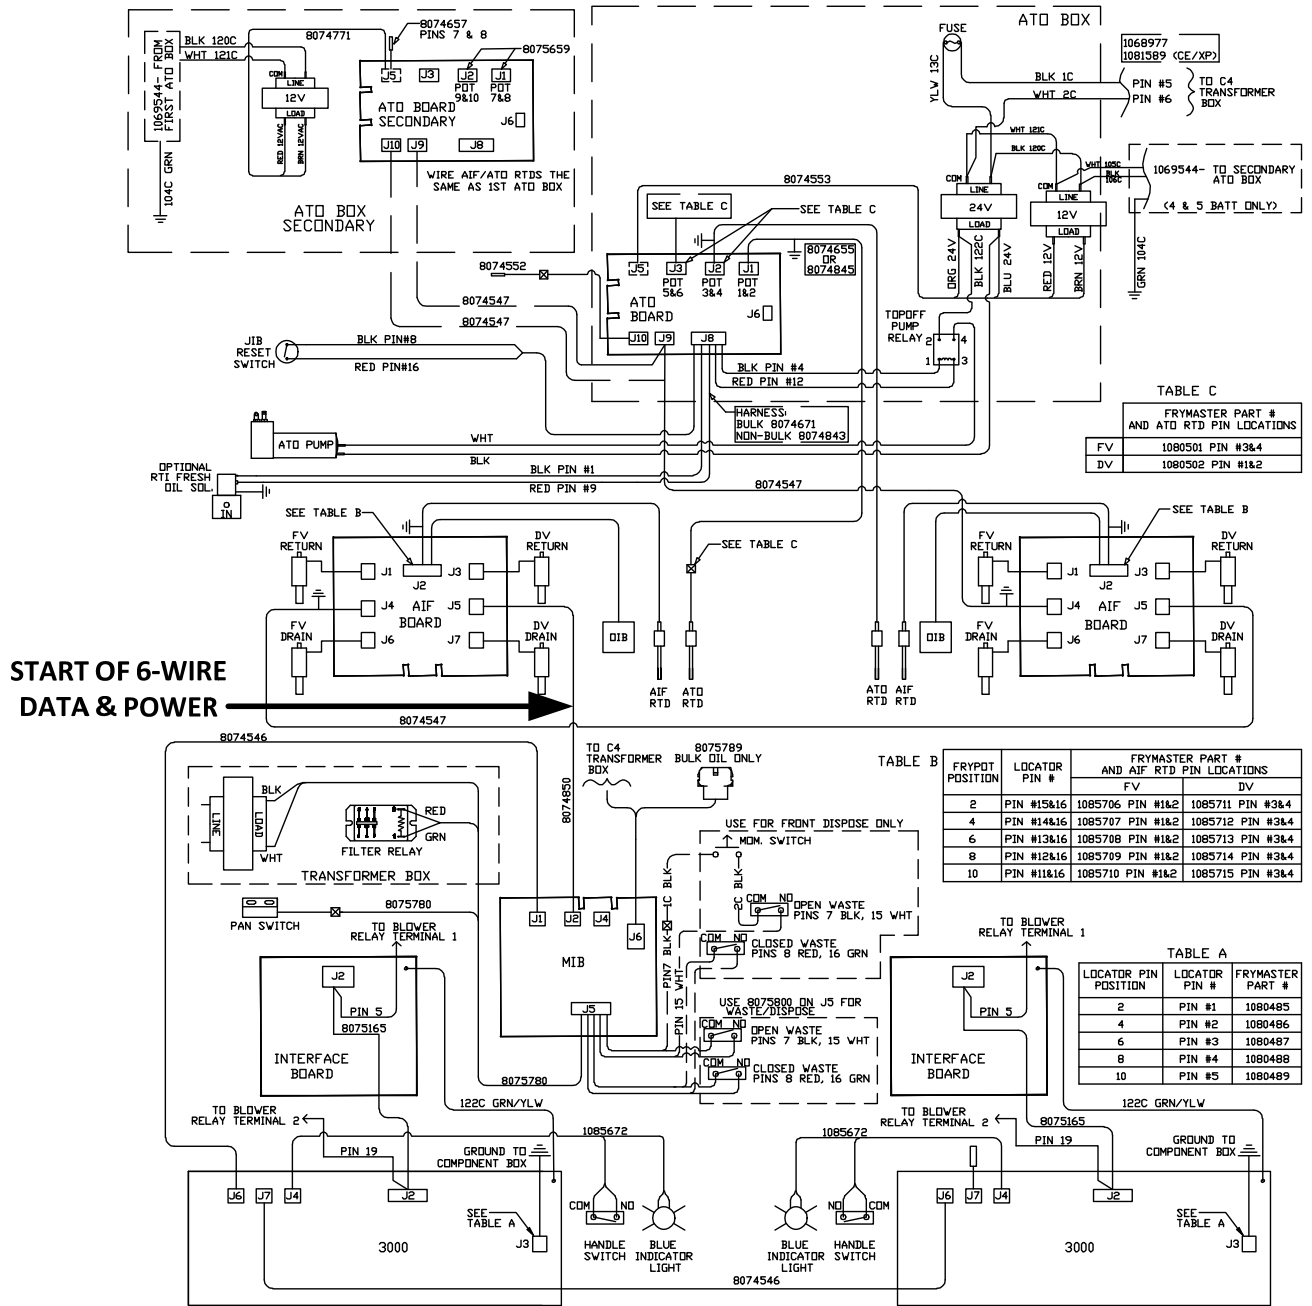 8074657
PINS 7 & 8
8074771
BLK 120C
WHT 121C
1069544- FROM
FIRST ATO BOX
104C GRN
COM
LINE
12V
LOAD
RED 12VAC
BRN 12VAC
J5
J3
J2
J1
POT
9&10
POT
7&8
8075659
ATO BOARD
SECONDARY
J6
J10
J9
J8
WIRE AIF/ATO RTDS THE
SAME AS 1ST ATO BOX
ATO BOX
SECONDARY
ATO BOX
FUSE
YLW 13C
1068977
1081589 (CE/XP)
BLK 1C
WHT 2C
PIN #5
PIN #6
TO C4
TRANSFORMER
BOX
WHT 121C
BLK 120C
WHT 105C
BLK
106C
1069544- TO SECONDARY
ATO BOX
(4 & 5 BATT ONLY)
GRN 104C
COM
LINE
24V
LOAD
COM
LINE
12V
LOAD
ORG 24V
BLK 122C
BLU 24V
RED 12V
BRN 12V
8074553
SEE TABLE C
SEE TABLE C
8074655
OR
8074845
8074552
J5
J3
J2
J1
POT
5&6
POT
3&4
POT
1&2
ATO
BOARD
J6
J10
J9
J8
8074547
8074547
TOPOFF
PUMP
RELAY
2
4
1
3
JIB
RESET
SWITCH
BLK PIN#8
RED PIN#16
BLK PIN #4
RED PIN #12
HARNESS:
BULK 8074671
NON-BULK 8074843
TABLE C
FRYMASTER PART #
AND ATO RTD PIN LOCATIONS
FV 1080501 PIN #3&4
DV 1080502 PIN #1&2
ATO PUMP
WHT
BLK
OPTIONAL
RTI FRESH
OIL SOL.
IN
BLK PIN #1
RED PIN #9
8074547
SEE TABLE B
SEE TABLE C
SEE TABLE B
FV
RETURN
DV
RETURN
J1
J2
J3
J4
AIF
BOARD
J5
J6
J7
FV
DRAIN
DV
DRAIN
OIB
AIF
RTD
ATO
RTD
ATO
RTD
AIF
RTD
OIB
FV
RETURN
DV
RETURN
J1
J2
J3
J4
AIF
BOARD
J5
J6
J7
FV
DRAIN
DV
DRAIN
START OF 6-WIRE
DATA & POWER
8074547
8074546
8074850
TO C4
TRANSFORMER
BOX
8075789
BULK OIL ONLY
TABLE B
FRYPOT
POSITION
LOCATOR
PIN #
FRYMASTER PART #
AND AIF RTD PIN LOCATIONS
FV DV
2 PIN #15&16 1085706 PIN #1&2 1085711 PIN #3&4
4 PIN #14&16 1085707 PIN #1&2 1085712 PIN #3&4
6 PIN #13&16 1085708 PIN #1&2 1085713 PIN #3&4
8 PIN #12&16 1085709 PIN #1&2 1085714 PIN #3&4
10 PIN #11&16 1085710 PIN #1&2 1085715 PIN #3&4
LINE
LOAD
BLK
WHT
RED
GRN
FILTER RELAY
TRANSFORMER BOX
PAN SWITCH
8075780
USE FOR FRONT DISPOSE ONLY
MOM. SWITCH
1C BLK
2C BLK
COM NO
OPEN WASTE
PINS 7 BLK, 15 WHT
COM NO
CLOSED WASTE
PINS 8 RED, 16 GRN
PIN7 BLK
PIN 15 WHT
USE 8075800 ON J5 FOR
WASTE/DISPOSE
COM NO
OPEN WASTE
PINS 7 BLK, 15 WHT
COM NO
CLOSED WASTE
PINS 8 RED, 16 GRN
J1
J2
J4
J6
MIB
J5
8075780
TO BLOWER
RELAY TERMINAL 1
J2
PIN 5
8075165
INTERFACE
BOARD
122C GRN/YLW
TO BLOWER
RELAY TERMINAL 2
PIN 19
TO BLOWER
RELAY TERMINAL 1
J2
PIN 5
INTERFACE
BOARD
TABLE A
LOCATOR PIN
POSITION
LOCATOR
PIN #
FRYMASTER
PART #
2 PIN #1 1080485
4 PIN #2 1080486
6 PIN #3 1080487
8 PIN #4 1080488
10 PIN #5 1080489
122C GRN/YLW
8075165
TO BLOWER
RELAY TERMINAL 2
PIN 19
GROUND TO
COMPONENT BOX
1085672
1085672
GROUND TO
COMPONENT BOX
J6
J7
J4
J2
SEE
TABLE A
J3
3000
COM
NO
HANDLE
SWITCH
BLUE
INDICATOR
LIGHT
BLUE
INDICATOR
LIGHT
NO
COM
HANDLE
SWITCH
J6
J7
J4
J2
SEE
TABLE A
J3
3000
8074546